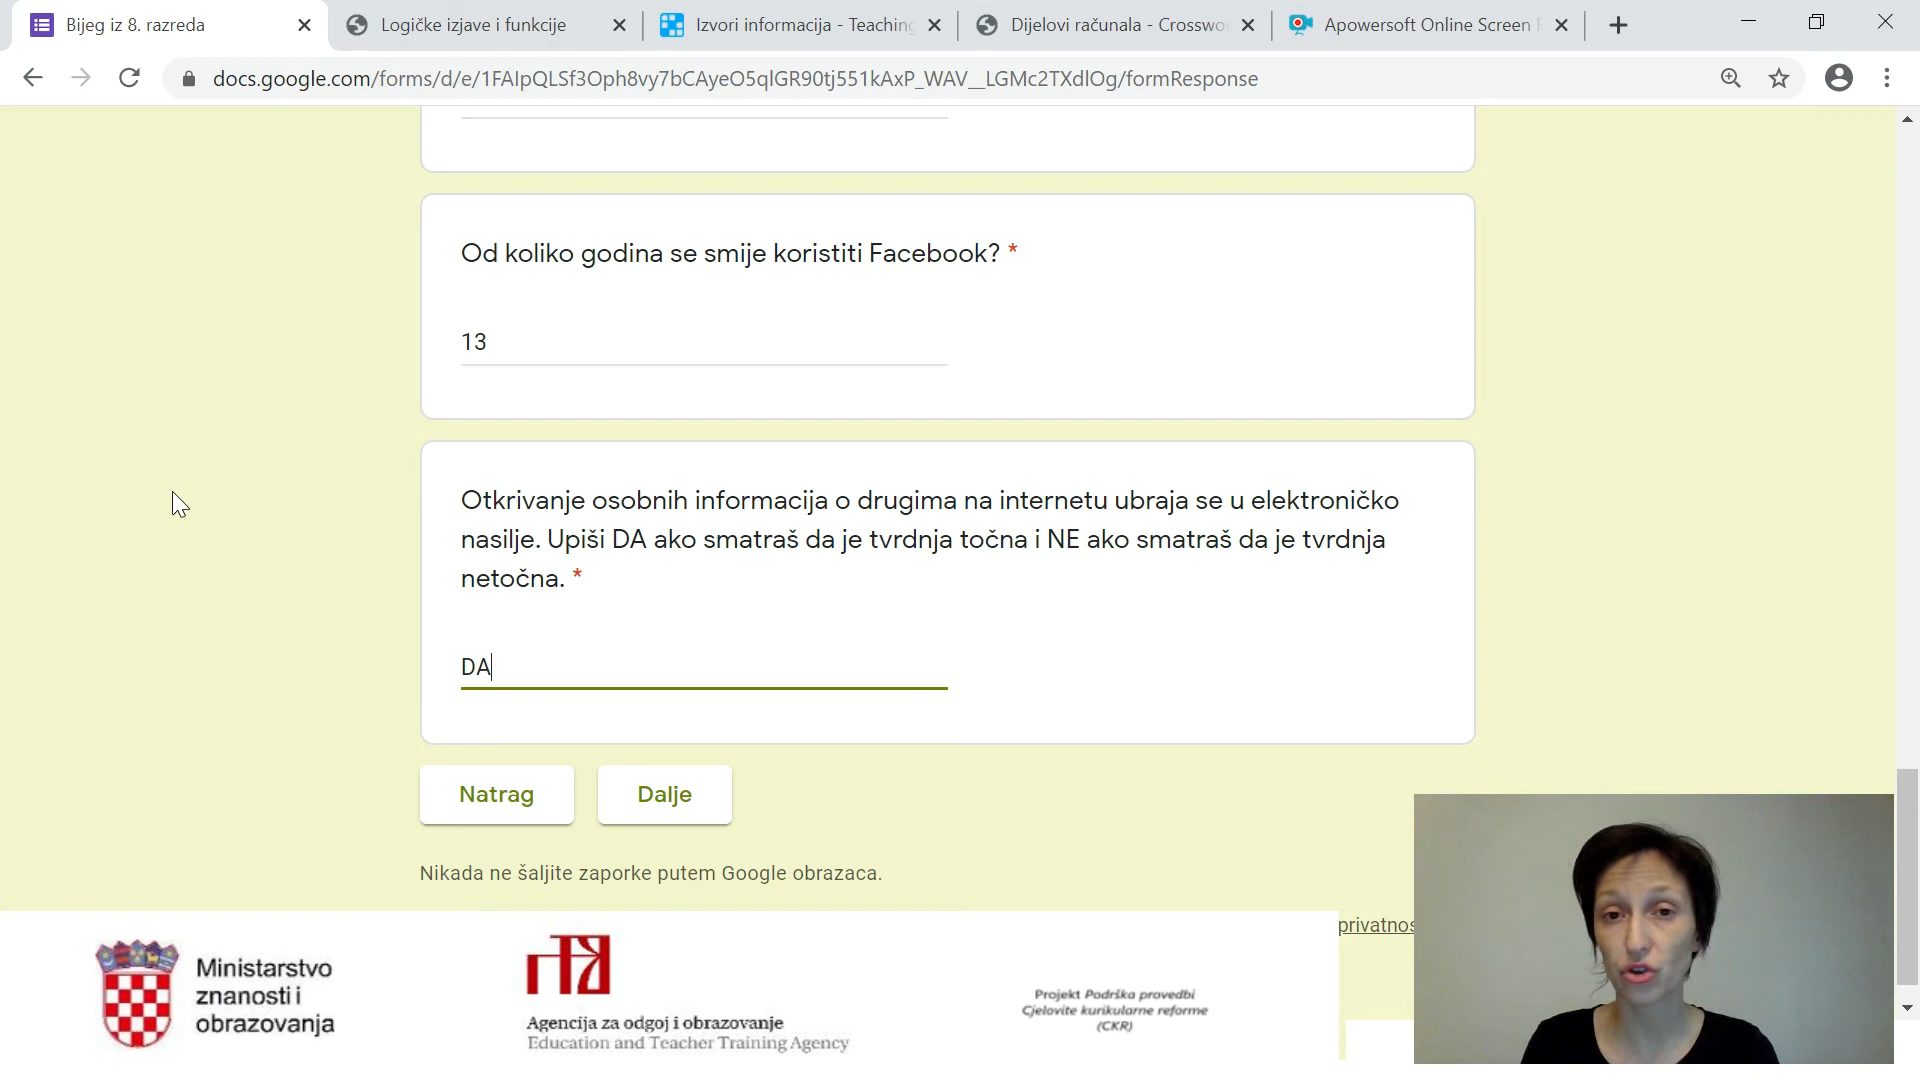 Bijeg iz 8. razreda
Logičke izjave i funkcije
Izvori informacija - Teaching
Dijelovi računala - Crosswo
Apowersoft Online Screen R
docs.google.com/forms/d/e/1FAIpQLSf3Oph8vy7bCAyeO5qlGR90tj551kAxP_WAV__LGMc2TXdlOg/formResponse
Od koliko godina se smije koristiti Facebook? *
13
Otkrivanje osobnih informacija o drugima na internetu ubraja se u elektroničko
nasilje. Upiši DA ako smatraš da je tvrdnja točna i NE ako smatraš da je tvrdnja
netočna. *
DA
Natrag
Dalje
Nikada ne šaljite zaporke putem Google obrazaca.
privatnos
Ministarstvo
znanosti i
obrazovanja
Agencija za odgoj i obrazovanje
Education and Teacher Training Agency
Projekt Podrška provedbi
Cjelovite kurikularne reforme
(CKR)